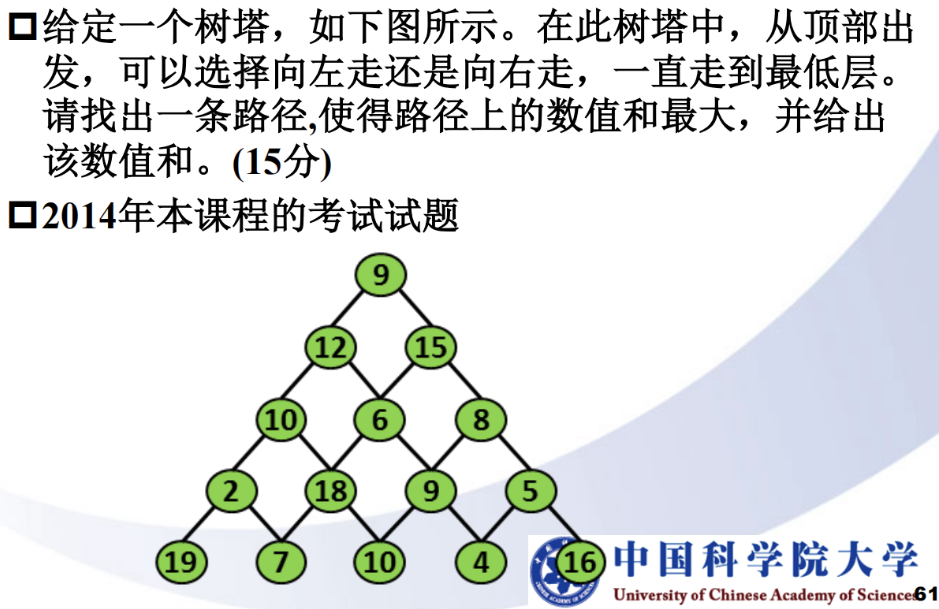 给定一个树塔，如下图所示。在此树塔中，从顶部出
发，可以选择向左走还是向右走，一直走到最低层。
请找出一条路径,使得路径上的数值和最大，并给出
该数值和。(15分)
2014年本课程的考试试题
9
12 15
10 6 8
2 18 9 5
19 7 10 4 16
中国科学院大学
University of Chinese Academy of Sciences
61